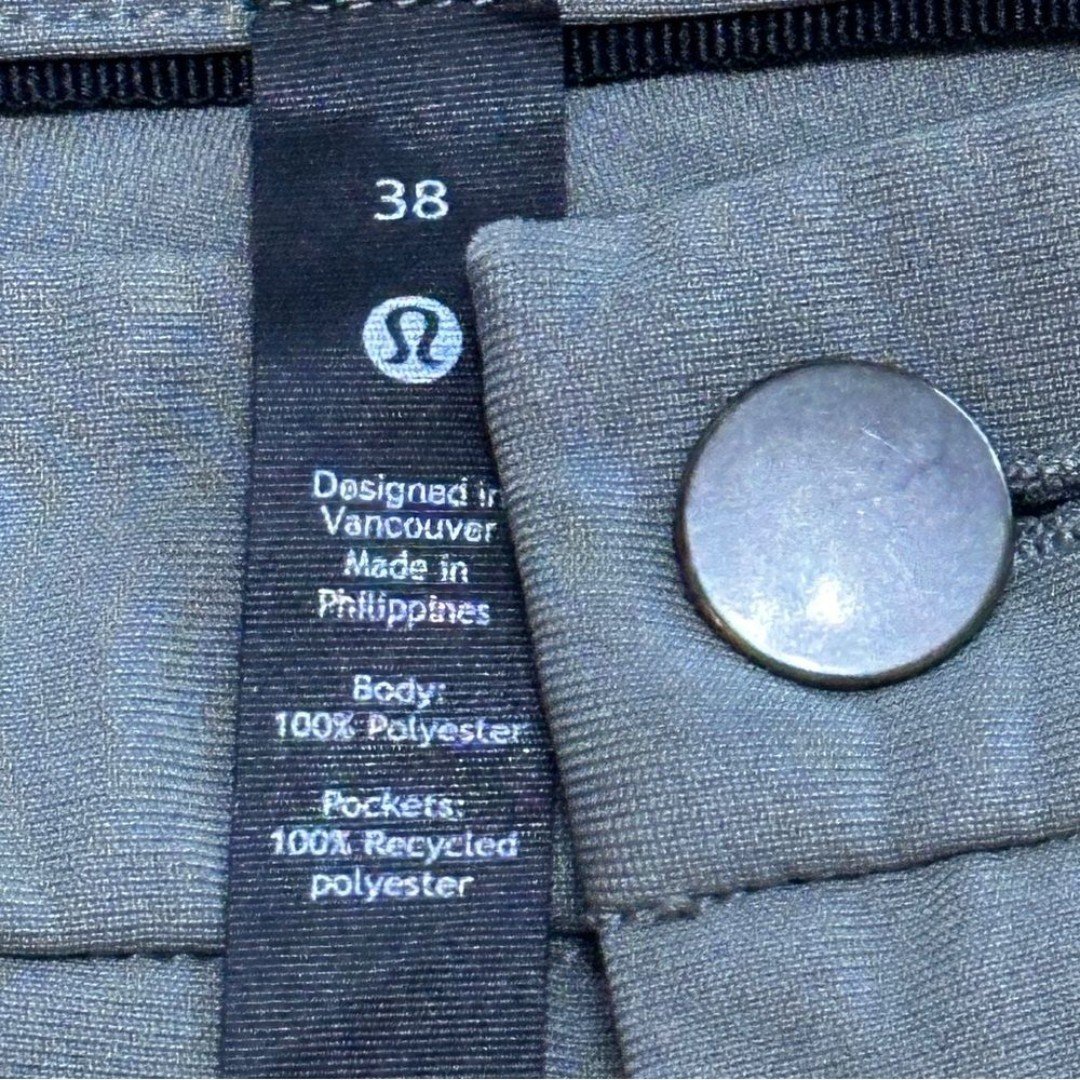 38
Designed in
Vancouver
Made in
Philippines
Body:
100% Polyester
Pockets:
100% Recycled
polyester